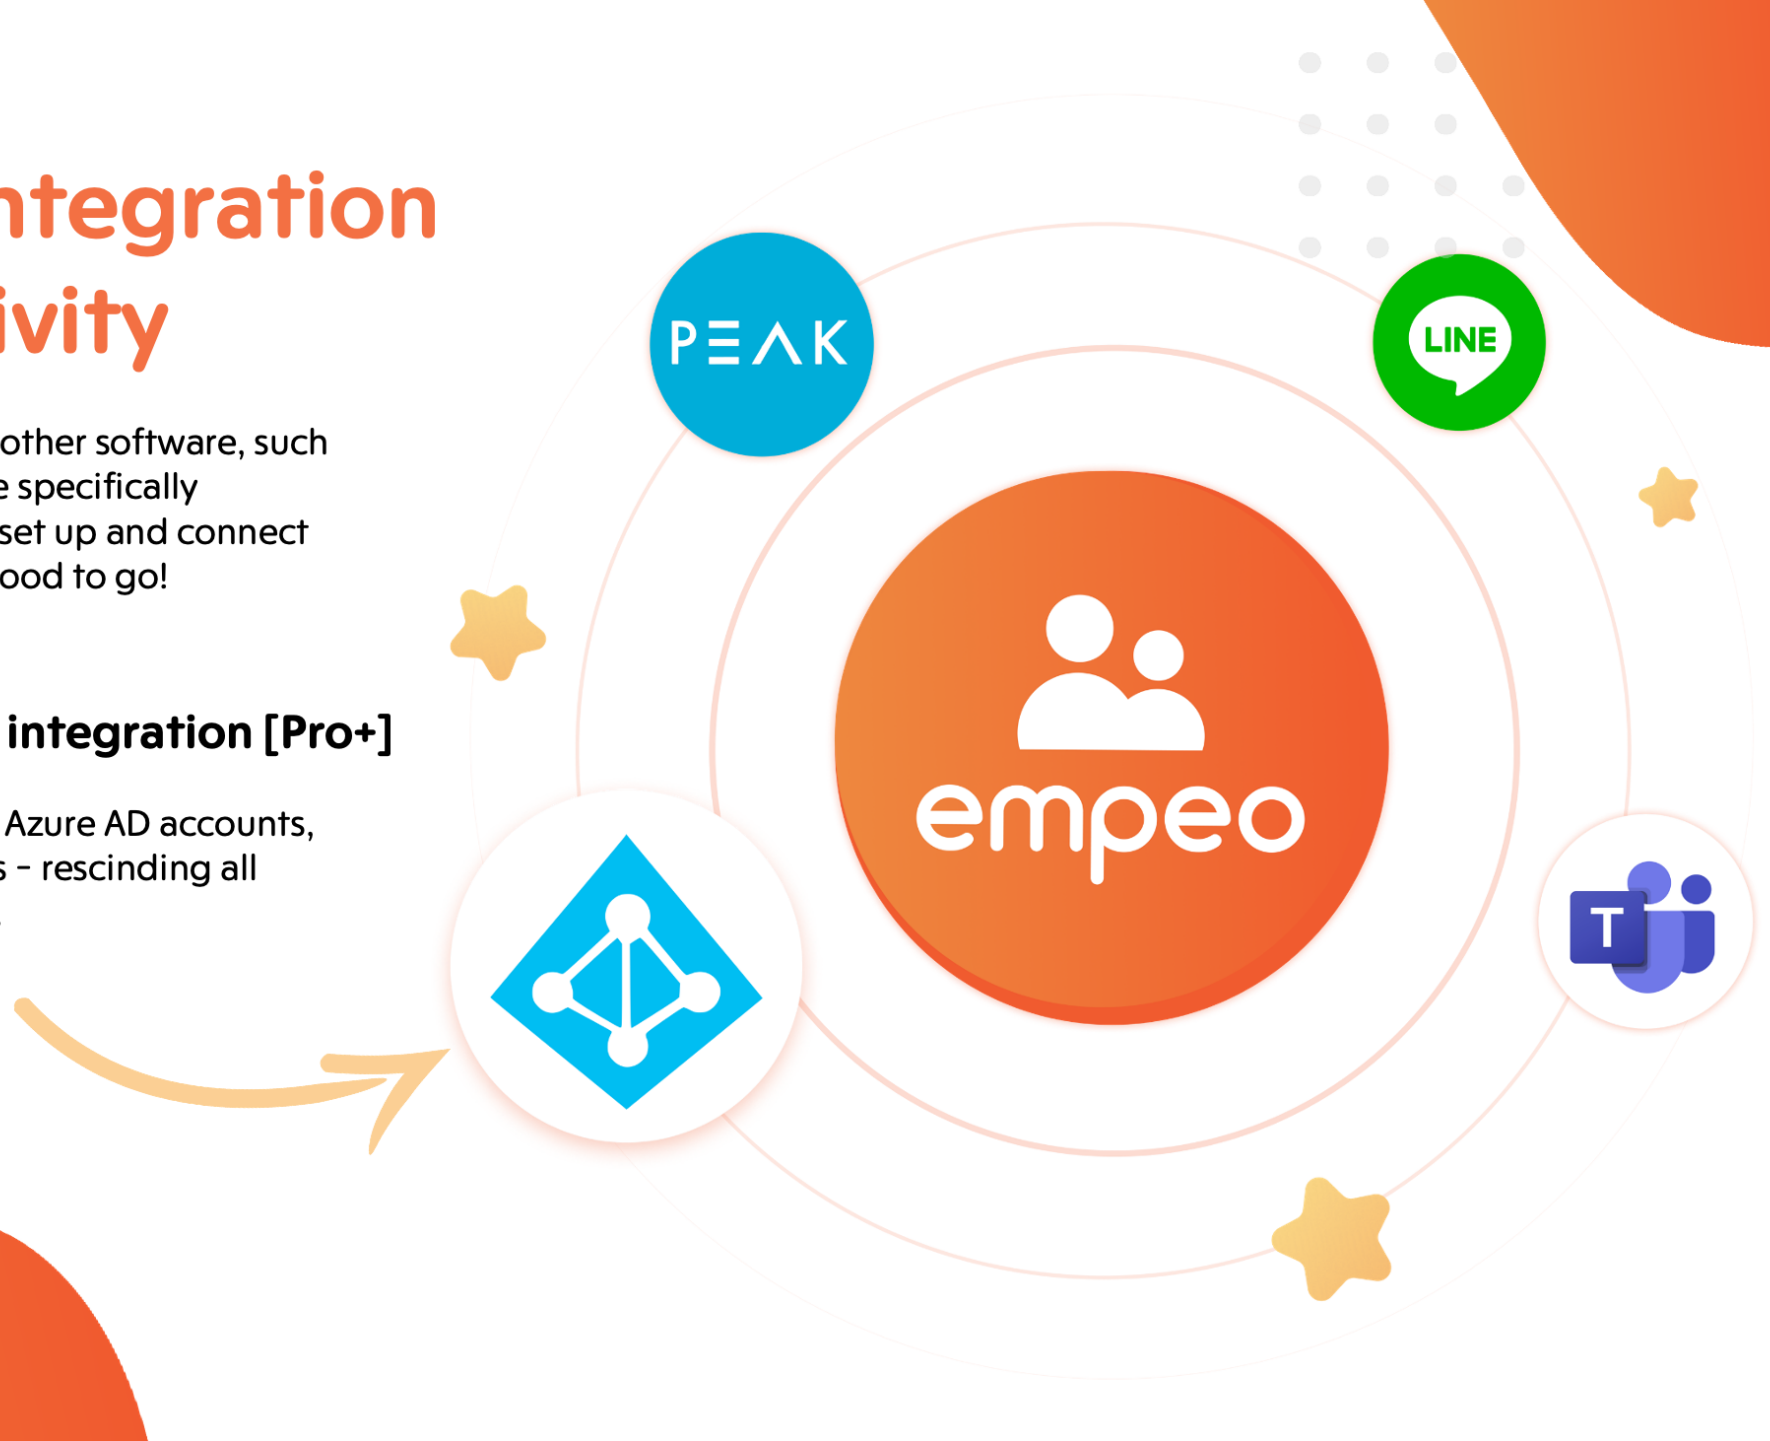 ntegration
ivity
other software, such
e specifically
set up and connect
ood to go!
integration [Pro+]
Azure AD accounts,
s - rescinding all
PEAK
LINE
empeo
T